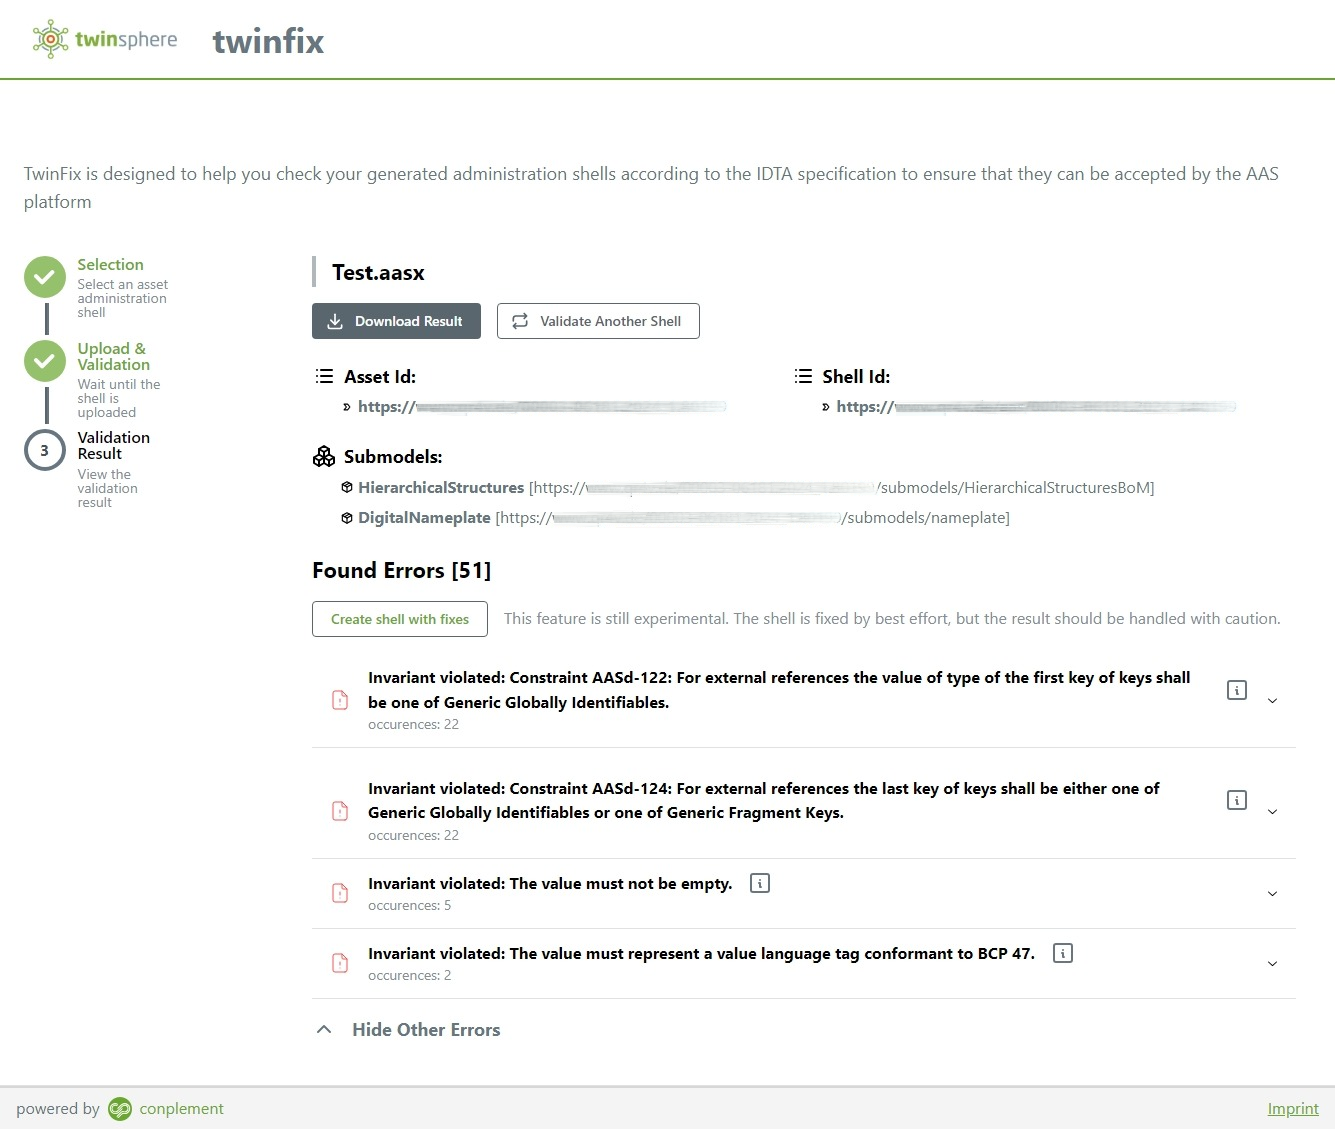 twinsphere twinfix
TwinFix is designed to help you check your generated administration shells according to the IDTA specification to ensure that they can be accepted by the AAS
platform
Selection
Select an asset
administration
shell
Upload &
Validation
Wait until the
shell is
uploaded
3
Validation
Result
View the
validation
result
Test.aasx
Download Result
Validate Another Shell
Asset Id:
https://
Shell Id:
https://
Submodels:
HierarchicalStructures [https:// /submodels/HierarchicalStructuresBoM]
DigitalNameplate [https:// /submodels/nameplate]
Found Errors [51]
Create shell with fixes
This feature is still experimental. The shell is fixed by best effort, but the result should be handled with caution.
Invariant violated: Constraint AASd-122: For external references the value of type of the first key of keys shall
be one of Generic Globally Identifiables.
occurences: 22
Invariant violated: Constraint AASd-124: For external references the last key of keys shall be either one of
Generic Globally Identifiables or one of Generic Fragment Keys.
occurences: 22
Invariant violated: The value must not be empty.
occurences: 5
Invariant violated: The value must represent a value language tag conformant to BCP 47.
occurences: 2
Hide Other Errors
powered by cp conplement
Imprint